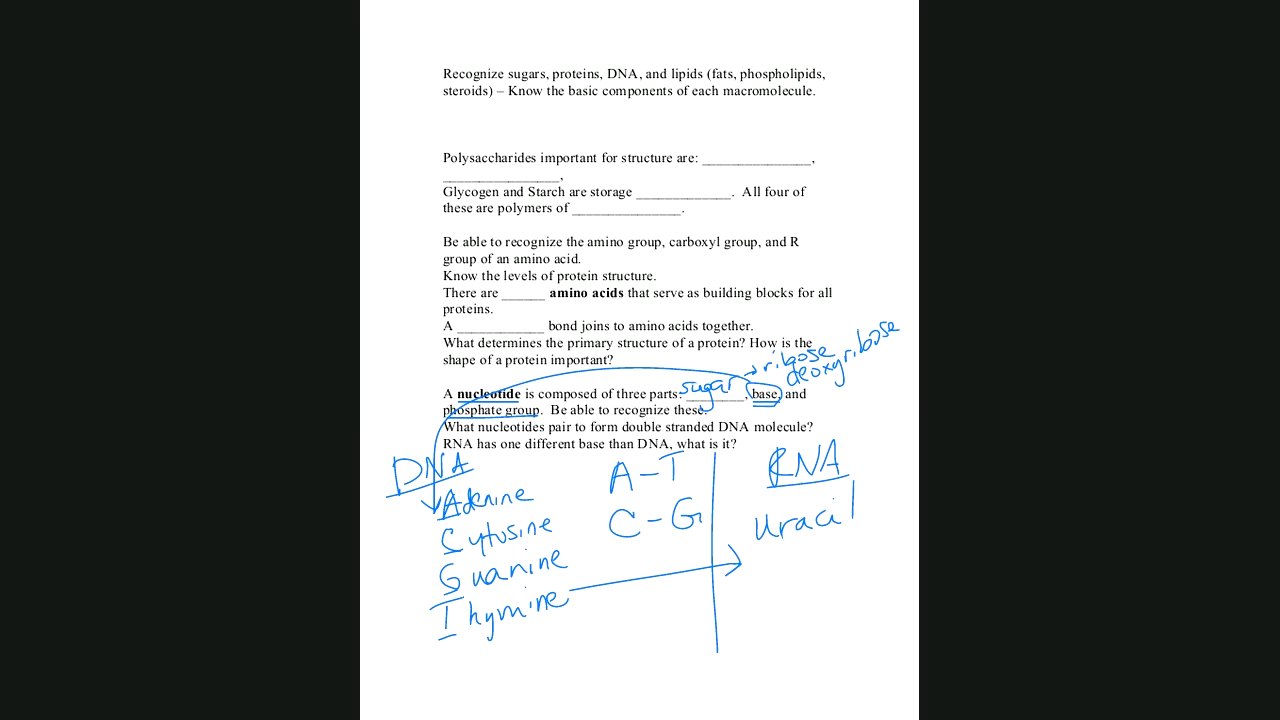 Recognize sugars, proteins, DNA, and lipids (fats, phospholipids,
steroids) – Know the basic components of each macromolecule.
Polysaccharides important for structure are: _______________,
________________,
Glycogen and Starch are storage _____________. All four of
these are polymers of _______________.
Be able to recognize the amino group, carboxyl group, and R
group of an amino acid.
Know the levels of protein structure.
There are ______ amino acids that serve as building blocks for all
proteins.
A ____________ bond joins to amino acids together.
What determines the primary structure of a protein? How is the
shape of a protein important?
→ ribose
deoxyribose
sugar
A nucleotide is composed of three parts: ________, base, and
phosphate group. Be able to recognize these.
What nucleotides pair to form double stranded DNA molecule?
RNA has one different base than DNA, what is it?
DNA
Adenine
Cytosine
Guanine
Thymine
A-T
C-G
RNA
Uracil